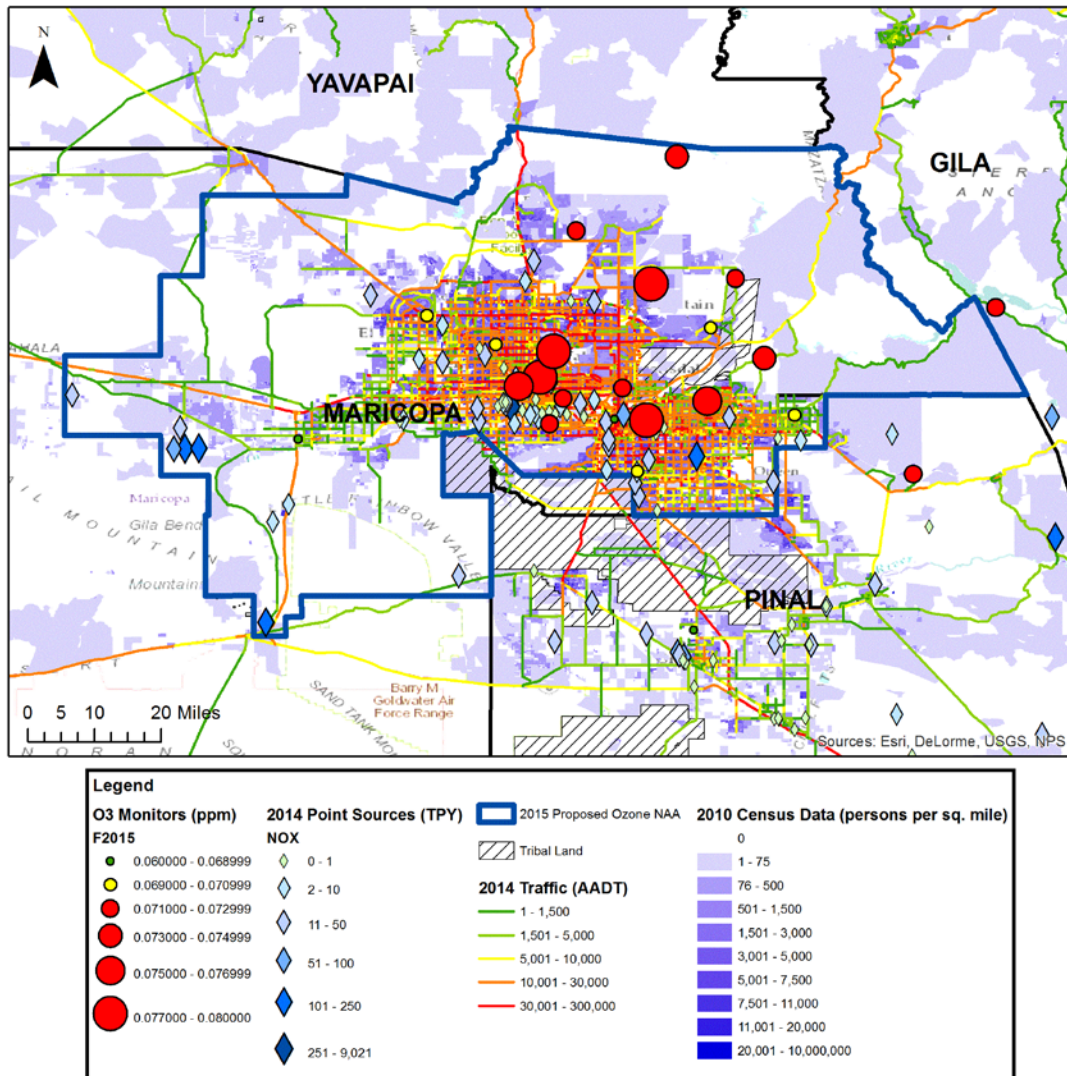 N
YAVAPAI
GILA
MARICOPA
PINAL
Maricopa
Gila Bend
Mountains
Barry M
Goldwater Air
Force Range
0 5 10 20 Miles
Sources: Esri, DeLorme, USGS, NPS
Legend
O3 Monitors (ppm)
F2015
0.060000 - 0.068999
0.069000 - 0.070999
0.071000 - 0.072999
0.073000 - 0.074999
0.075000 - 0.076999
0.077000 - 0.080000
2014 Point Sources (TPY)
NOX
0 - 1
2 - 10
11 - 50
51 - 100
101 - 250
251 - 9,021
2015 Proposed Ozone NAA
Tribal Land
2014 Traffic (AADT)
1 - 1,500
1,501 - 5,000
5,001 - 10,000
10,001 - 30,000
30,001 - 300,000
2010 Census Data (persons per sq. mile)
0
1 - 75
76 - 500
501 - 1,500
1,501 - 3,000
3,001 - 5,000
5,001 - 7,500
7,501 - 11,000
11,001 - 20,000
20,001 - 10,000,000